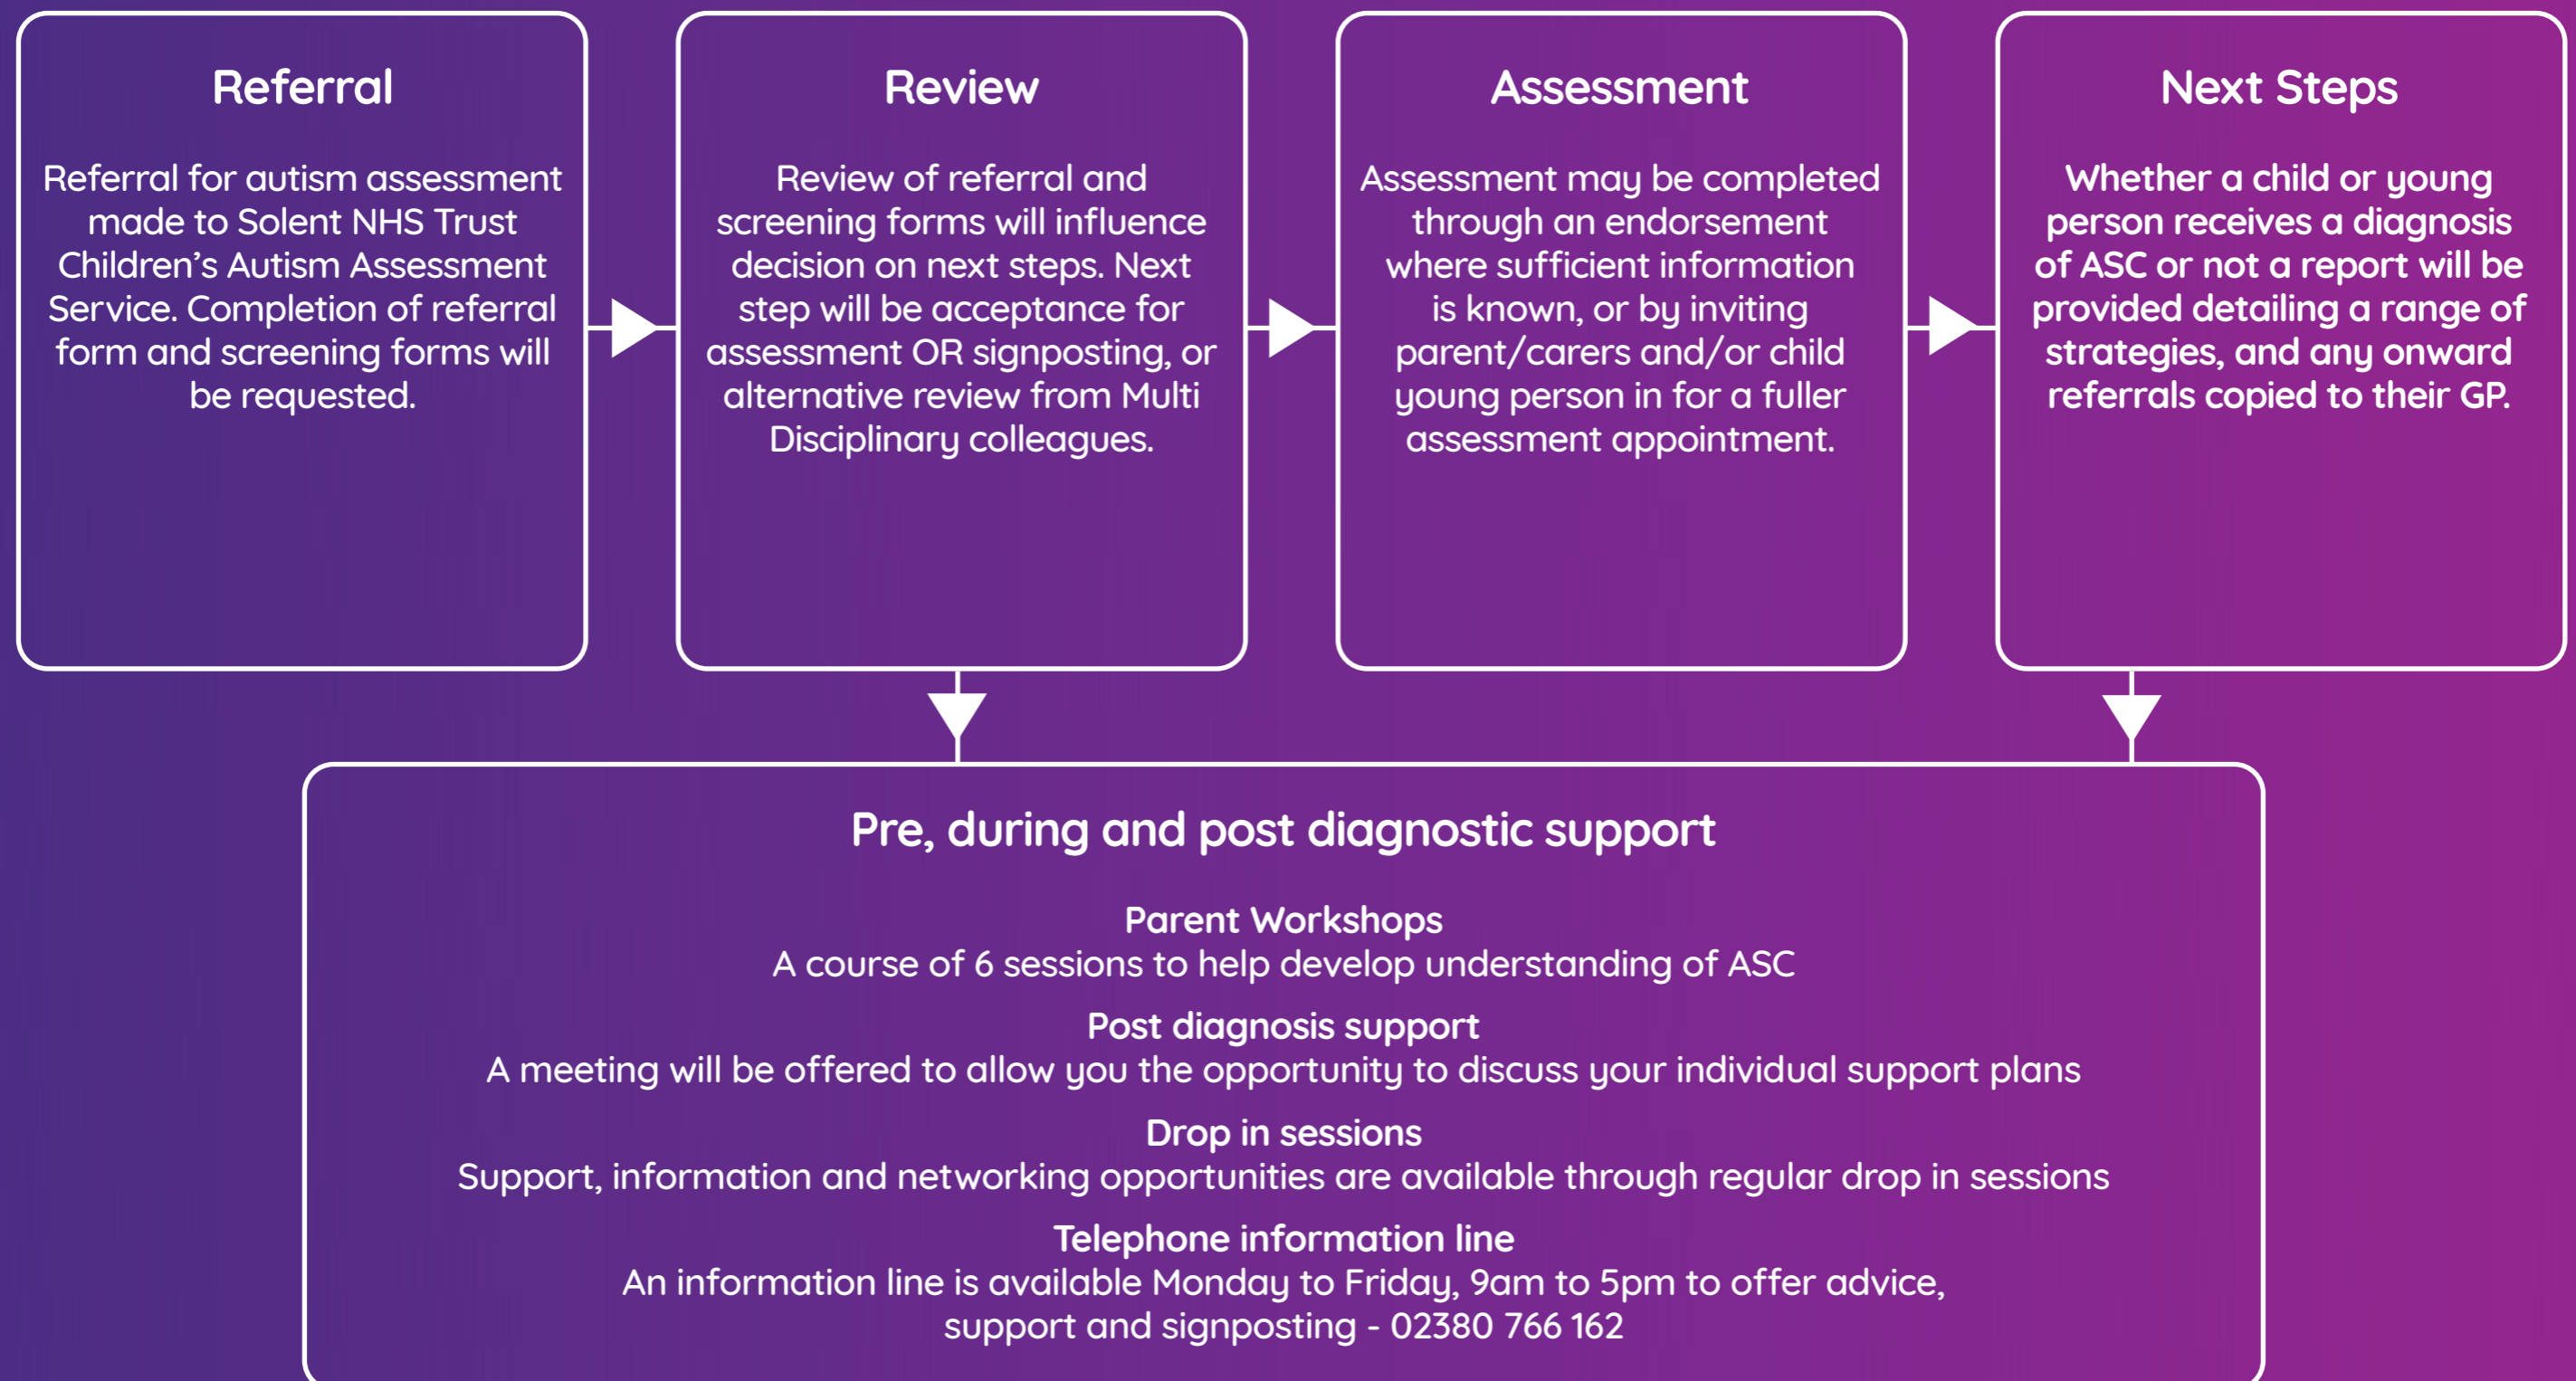 Referral
Referral for autism assessment
made to Solent NHS Trust
Children's Autism Assessment
Service. Completion of referral
form and screening forms will
be requested.
Review
Review of referral and
screening forms will influence
decision on next steps. Next
step will be acceptance for
assessment OR signposting, or
alternative review from Multi
Disciplinary colleagues.
Assessment
Assessment may be completed
through an endorsement
where sufficient information
is known, or by inviting
parent/carers and/or child
young person in for a fuller
assessment appointment.
Next Steps
Whether a child or young
person receives a diagnosis
of ASC or not a report will be
provided detailing a range of
strategies, and any onward
referrals copied to their GP.
Pre, during and post diagnostic support
Parent Workshops
A course of 6 sessions to help develop understanding of ASC
Post diagnosis support
A meeting will be offered to allow you the opportunity to discuss your individual support plans
Drop in sessions
Support, information and networking opportunities are available through regular drop in sessions
Telephone information line
An information line is available Monday to Friday, 9am to 5pm to offer advice,
support and signposting - 02380 766 162